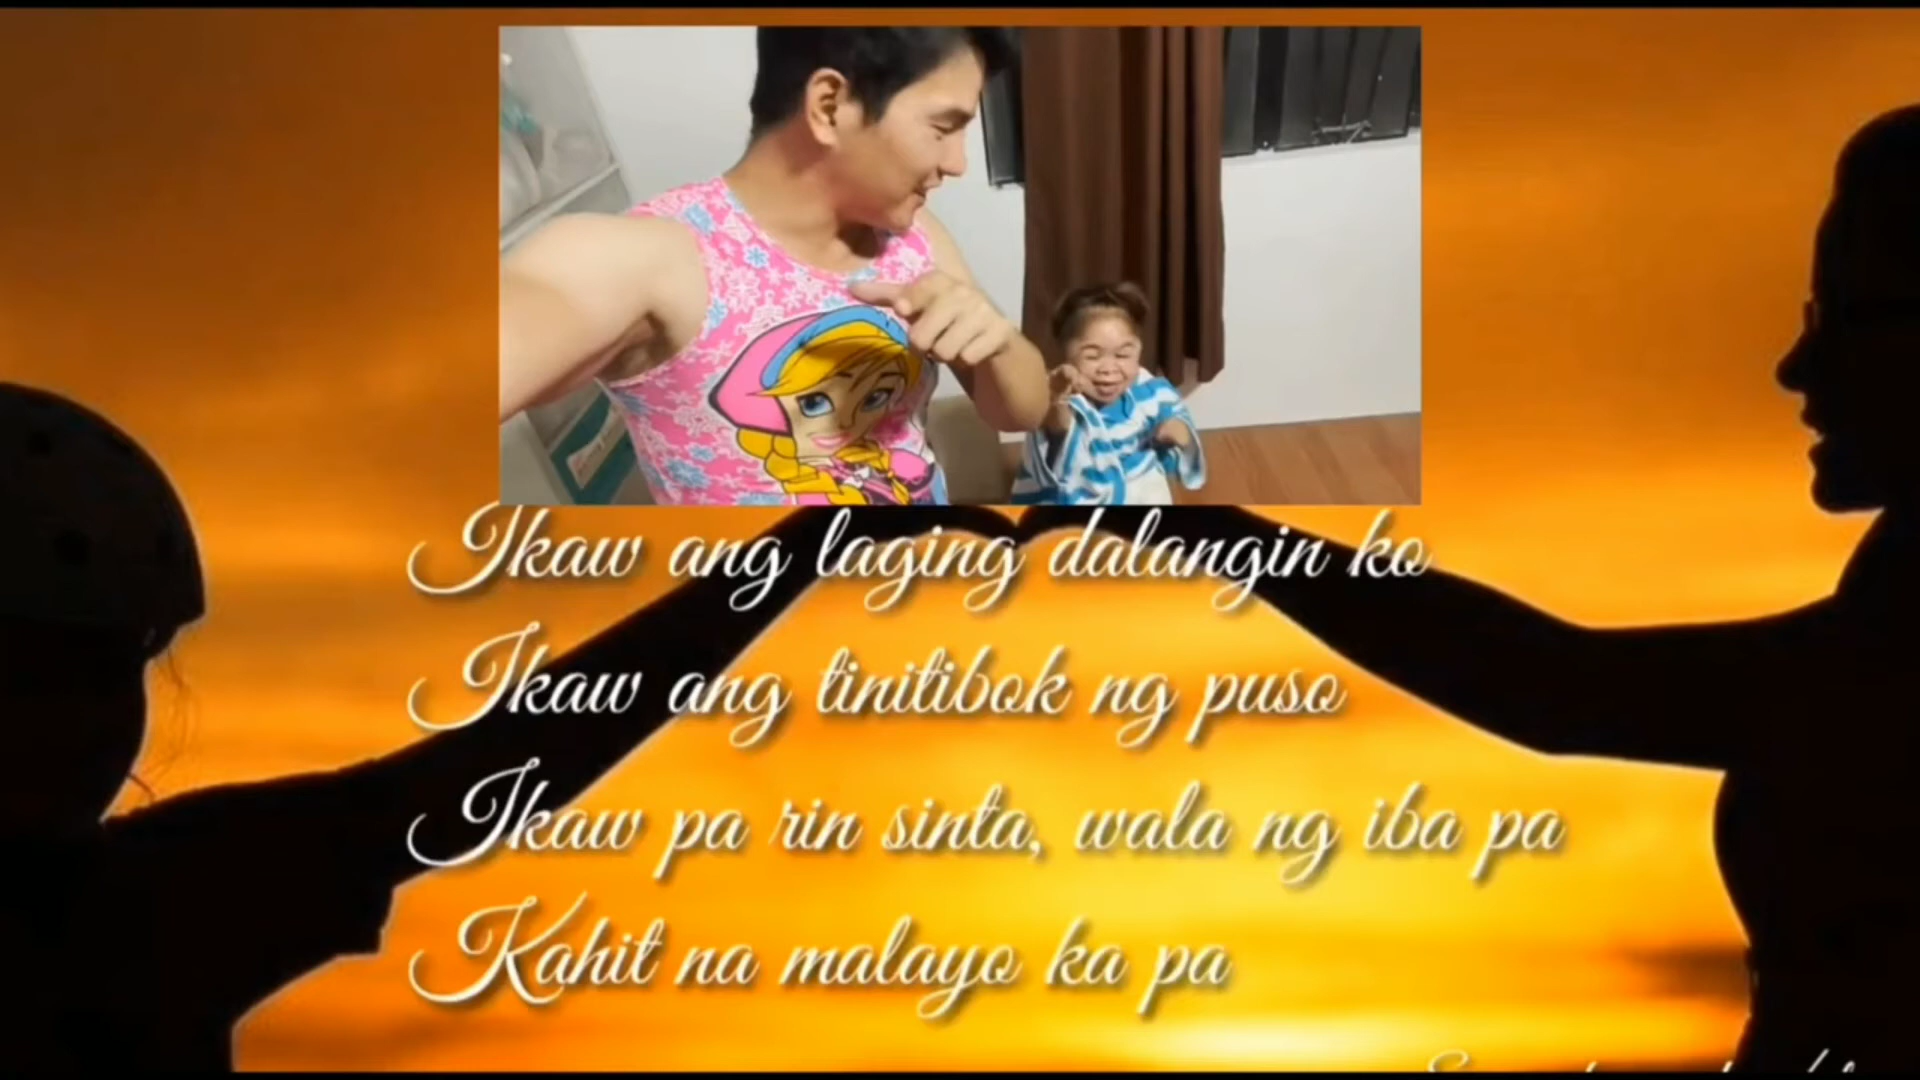 Ikaw ang laging dalangin ko
Ikaw ang tinitibok ng puso
Ikaw pa rin sinta, wala ng iba pa
Kahit na malayo ka pa